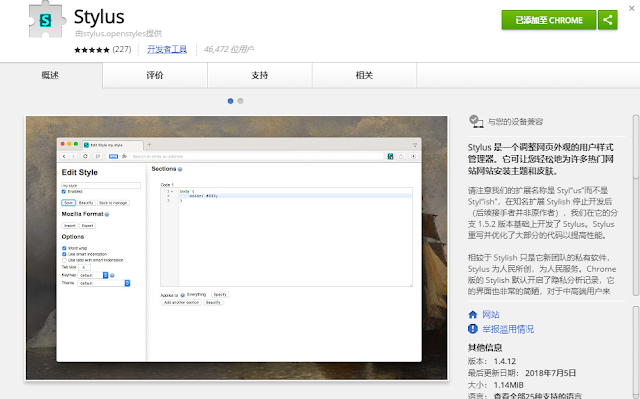 Stylus
由stylus.openstyles提供
★★★★★ (227) 开发者工具 46,472 位用户
已添加至 CHROME
概述 评价 支持 相关
与您的设备兼容
Stylus 是一个调整网页外观的用户样式
管理器。它可让您轻松地为许多热门网
站网站安装主题和皮肤。
请注意我们的扩展名称是 Styl"us"而不是
Styl"ish"，在知名扩展 Stylish 停止开发后
（后续接手者并非原作者），我们在它的分
支 1.5.2 版本基础上开发了 Stylus。Stylus
重写并优化了大部分的代码以提高性能。
相较于 Stylish 只是它新团队的私有软件，
Stylus 为人民所创，为人民服务。Chrome
版的 Stylish 默认开启了隐私分析记录，它
的界面也非常的简陋，对于中高端用户来
网站
举报滥用情况
其他信息
版本： 1.4.12
最后更新日期： 2018年7月5日
大小： 1.14MiB
语言： 查看全部25种支持的语言
Edit Style my style
Search or enter an address
Edit Style
my style
Enabled
Save Beautify Back to manage
Mozilla Format
Import Export
Options
Word wrap
Use smart indentation
Use tabs with smart indentation
Tab size 4
Keymap default
Theme default
Sections
Code 1
1 body {
2 color: #333;
3 }
Applies to Everything Specify
Add another section Beautify